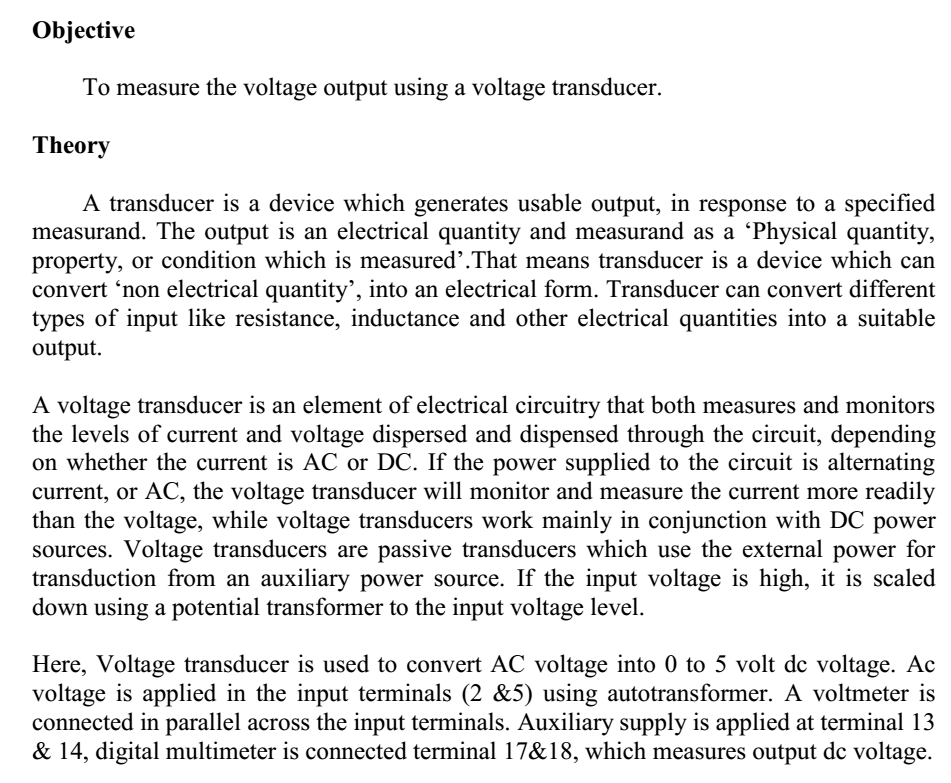 Objective
To measure the voltage output using a voltage transducer.
Theory
A transducer is a device which generates usable output, in response to a specified
measurand. The output is an electrical quantity and measurand as a ‘Physical quantity,
property, or condition which is measured’.That means transducer is a device which can
convert ‘non electrical quantity’, into an electrical form. Transducer can convert different
types of input like resistance, inductance and other electrical quantities into a suitable
output.
A voltage transducer is an element of electrical circuitry that both measures and monitors
the levels of current and voltage dispersed and dispensed through the circuit, depending
on whether the current is AC or DC. If the power supplied to the circuit is alternating
current, or AC, the voltage transducer will monitor and measure the current more readily
than the voltage, while voltage transducers work mainly in conjunction with DC power
sources. Voltage transducers are passive transducers which use the external power for
transduction from an auxiliary power source. If the input voltage is high, it is scaled
down using a potential transformer to the input voltage level.
Here, Voltage transducer is used to convert AC voltage into 0 to 5 volt dc voltage. Ac
voltage is applied in the input terminals (2 &5) using autotransformer. A voltmeter is
connected in parallel across the input terminals. Auxiliary supply is applied at terminal 13
& 14, digital multimeter is connected terminal 17&18, which measures output dc voltage.